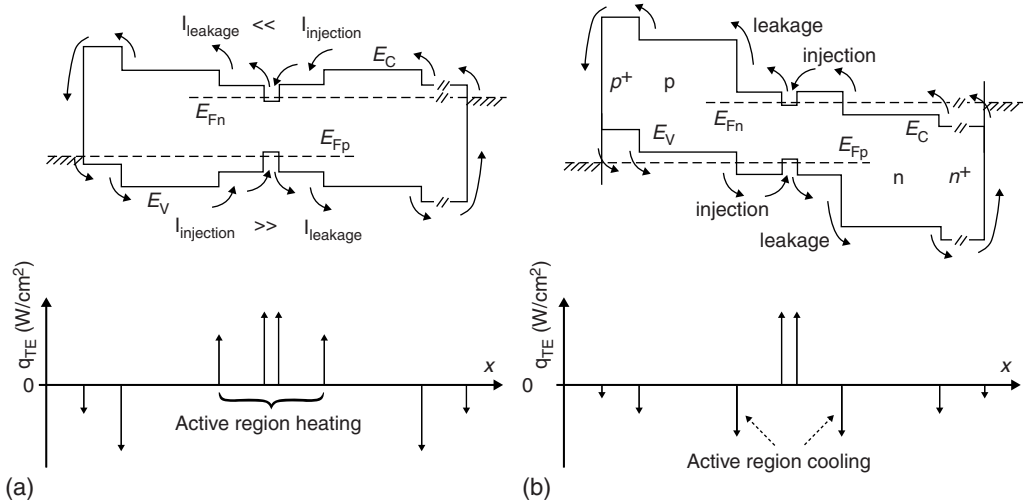 I_leakage << I_injection
E_C
E_Fn
E_Fp
E_V
I_injection >> I_leakage
q_TE (W/cm²)
0
x
Active region heating
(a)
leakage
injection
p⁺
p
E_Fn
E_V
E_C
E_Fp
n
n⁺
injection
leakage
q_TE (W/cm²)
0
x
Active region cooling
(b)